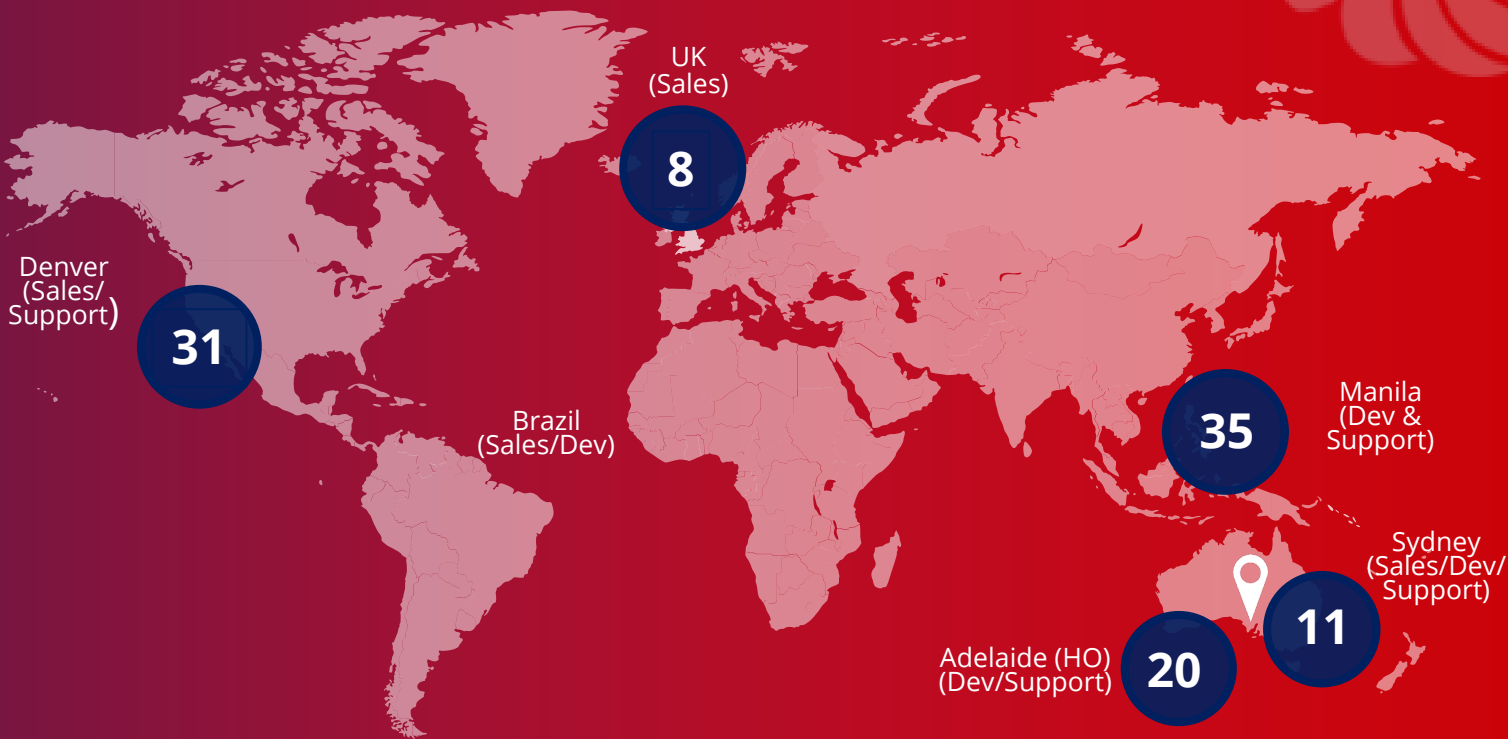 UK
(Sales)
8
Denver
(Sales/
Support)
31
Brazil
(Sales/Dev)
35
Manila
(Dev &
Support)
Sydney
(Sales/Dev/
Support)
11
Adelaide (HO)
(Dev/Support)
20